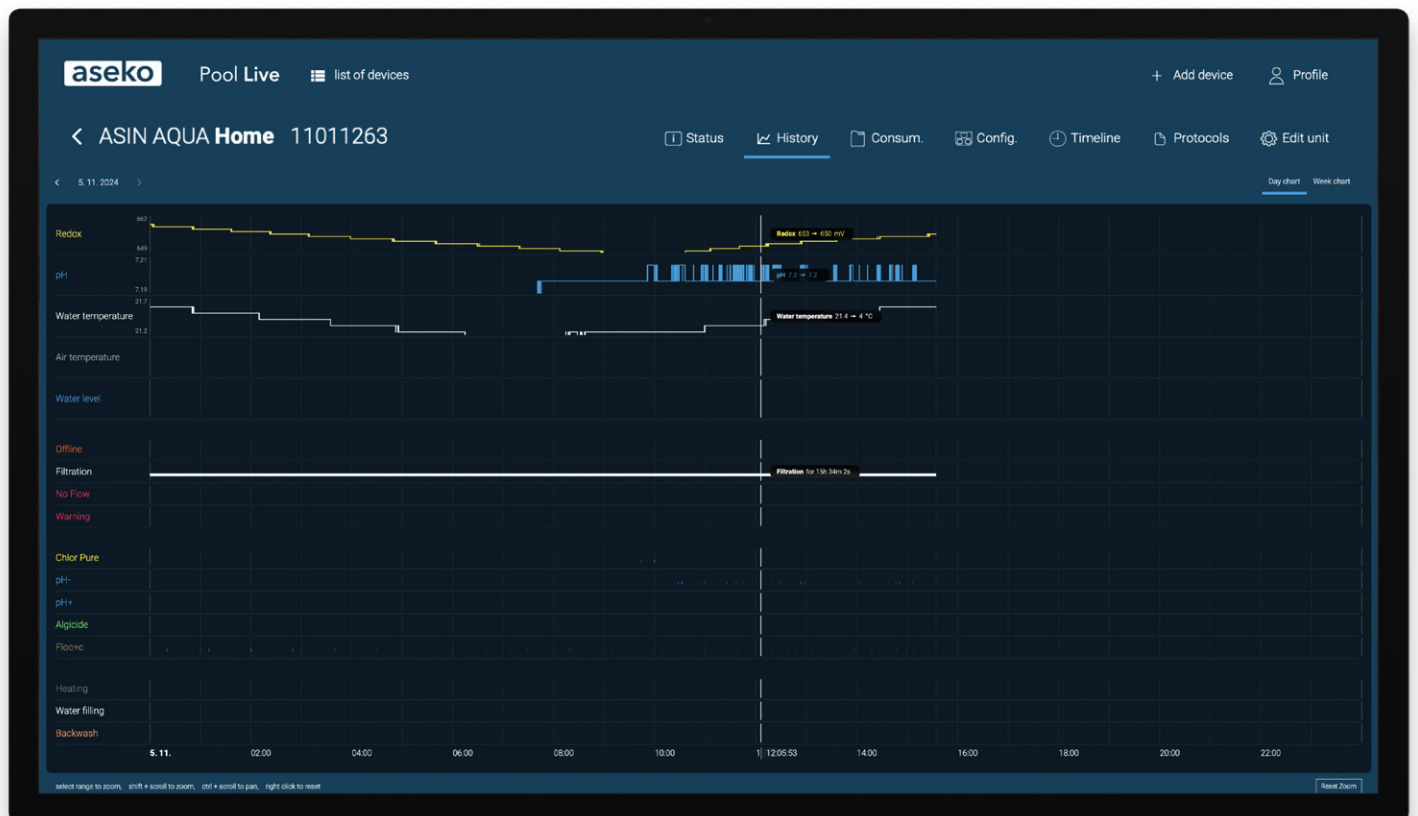 aseko Pool Live list of devices + Add device Profile
ASIN AQUA Home 11011263 Status History Consum. Config. Timeline Protocols Edit unit
5. 11. 2024 Day chart Week chart
662
Redox Redox 653 → 650 mV
649
7.21
pH pH 7.2 → 7.2
7.19
21.7
Water temperature Water temperature 21.4 → 4 °C
21.2
Air temperature
Water level
Offline
Filtration Filtration for 15h 34m 2s
No Flow
Warning
Chlor Pure
pH-
pH+
Algicide
Floc+c
Heating
Water filling
Backwash
5. 11. 02:00 04:00 06:00 08:00 10:00 1 12:05:53 14:00 16:00 18:00 20:00 22:00
select range to zoom, shift + scroll to zoom, ctrl + scroll to pan, right click to reset Reset Zoom